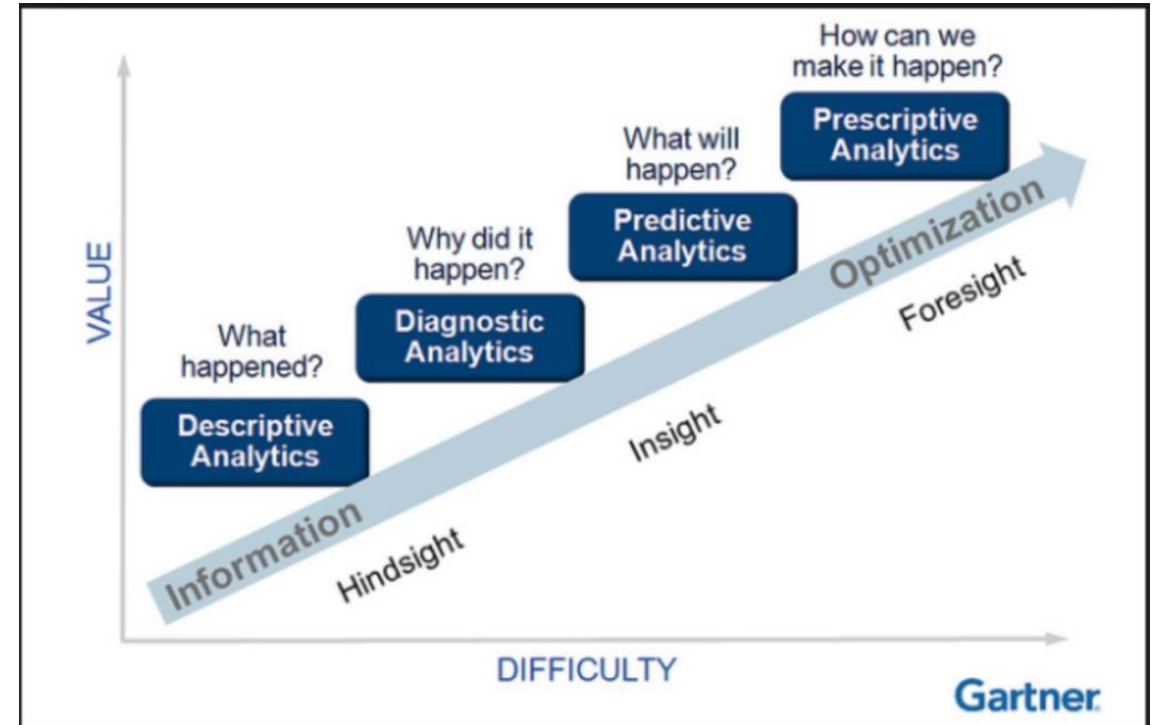 How can we
make it happen?
Prescriptive
Analytics
What will
happen?
Predictive
Analytics
Why did it
happen?
Diagnostic
Analytics
What
happened?
Descriptive
Analytics
Information
Optimization
Hindsight
Insight
Foresight
VALUE
DIFFICULTY
Gartner